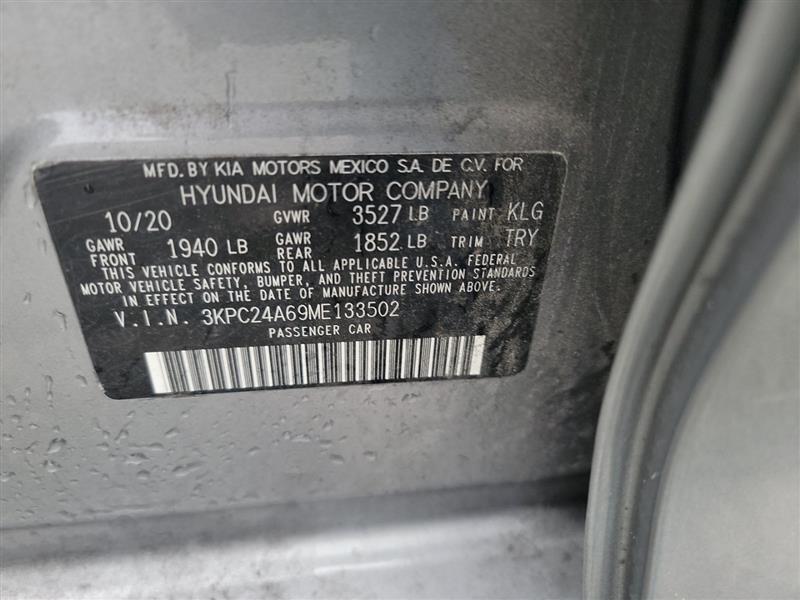 MFD. BY KIA MOTORS MEXICO S.A. DE C.V. FOR
HYUNDAI MOTOR COMPANY
10/20 GVWR 3527 LB PAINT KLG
GAWR FRONT 1940 LB GAWR REAR 1852 LB TRIM TRY
THIS VEHICLE CONFORMS TO ALL APPLICABLE U.S.A. FEDERAL
MOTOR VEHICLE SAFETY, BUMPER, AND THEFT PREVENTION STANDARDS
IN EFFECT ON THE DATE OF MANUFACTURE SHOWN ABOVE.
V.I.N. 3KPC24A69ME133502
PASSENGER CAR